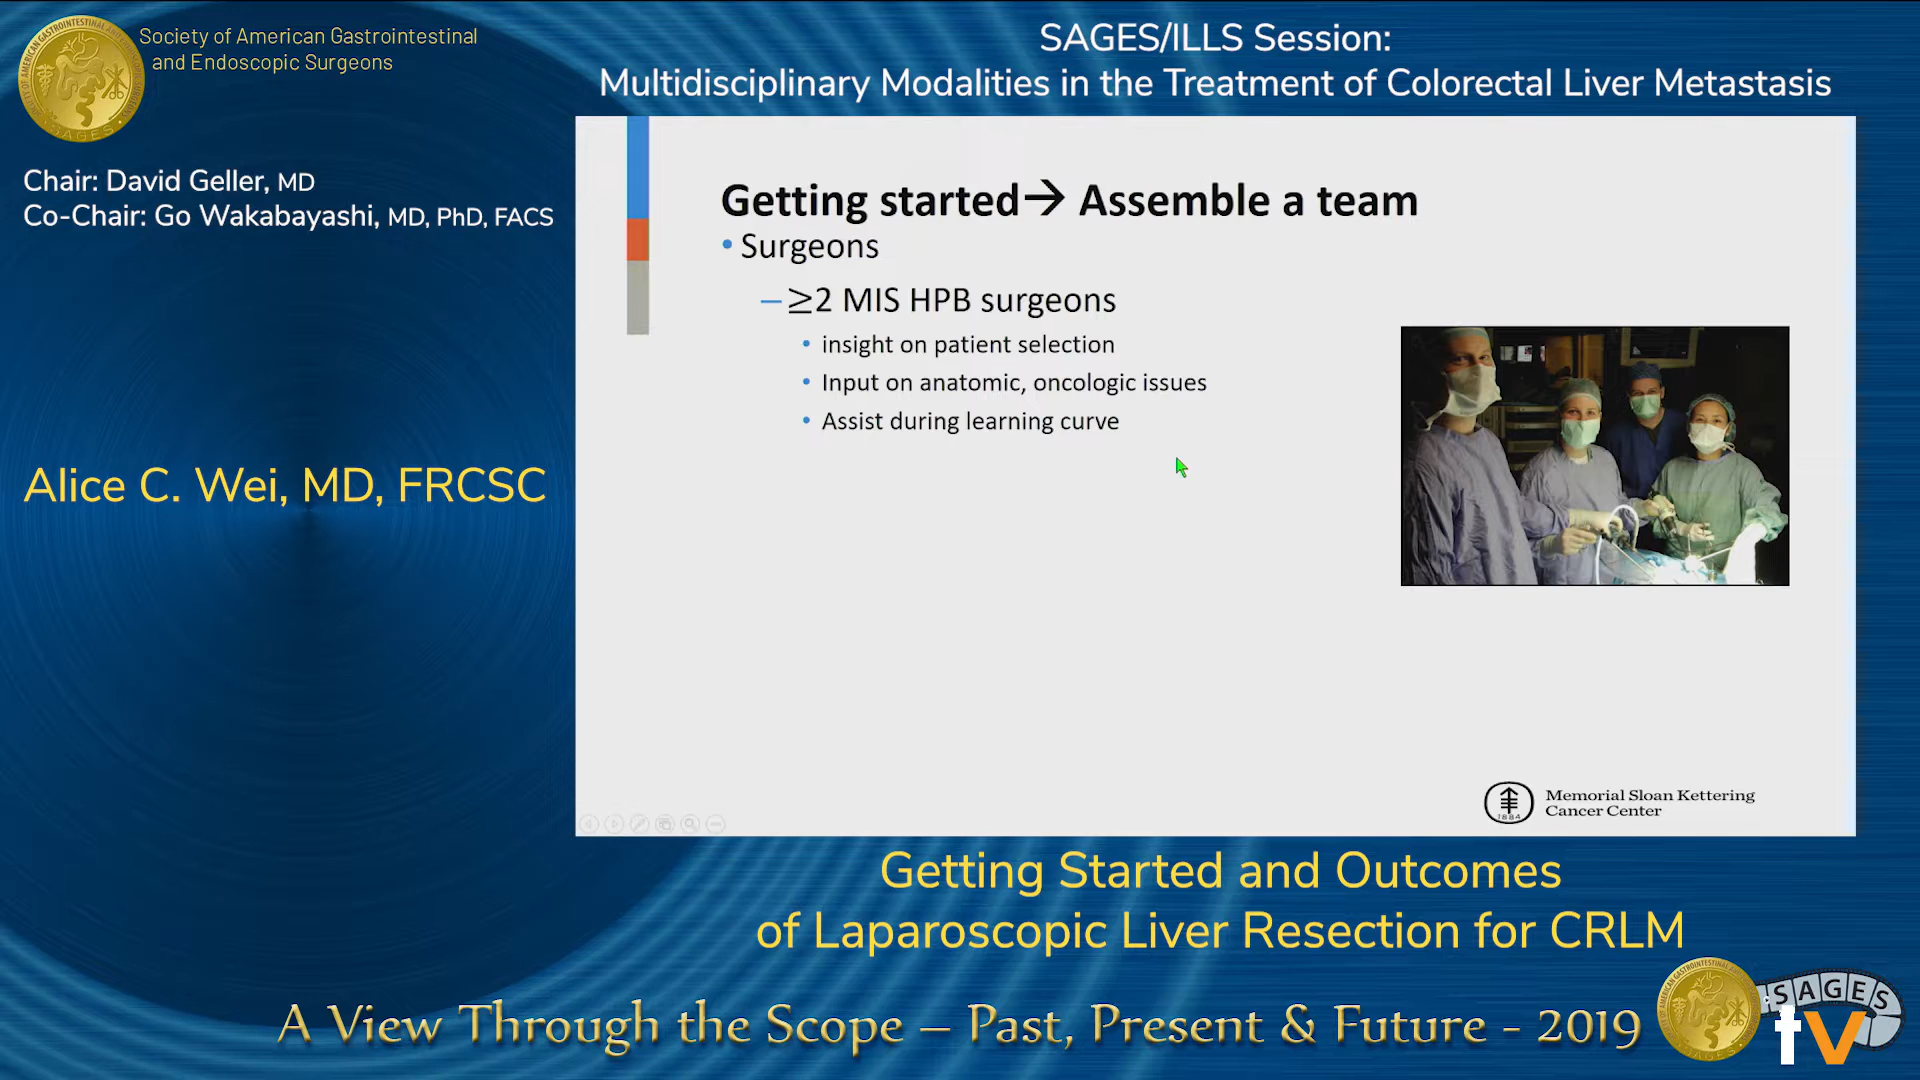 Society of American Gastrointestinal
and Endoscopic Surgeons
SAGES/ILLS Session:
Multidisciplinary Modalities in the Treatment of Colorectal Liver Metastasis
Chair: David Geller, MD
Co-Chair: Go Wakabayashi, MD, PhD, FACS
Alice C. Wei, MD, FRCSC
Getting started→ Assemble a team
• Surgeons
– ≥2 MIS HPB surgeons
• insight on patient selection
• Input on anatomic, oncologic issues
• Assist during learning curve
1884
Memorial Sloan Kettering
Cancer Center
Getting Started and Outcomes
of Laparoscopic Liver Resection for CRLM
A View Through the Scope – Past, Present & Future - 2019
SAGES
tv